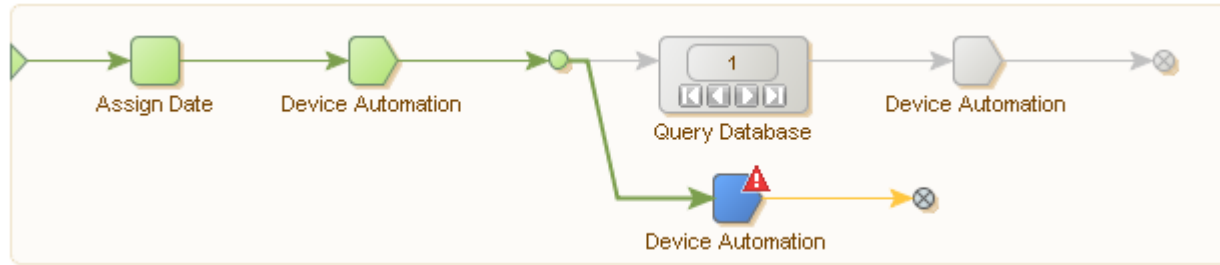 Assign Date
Device Automation
1
Query Database
Device Automation
Device Automation